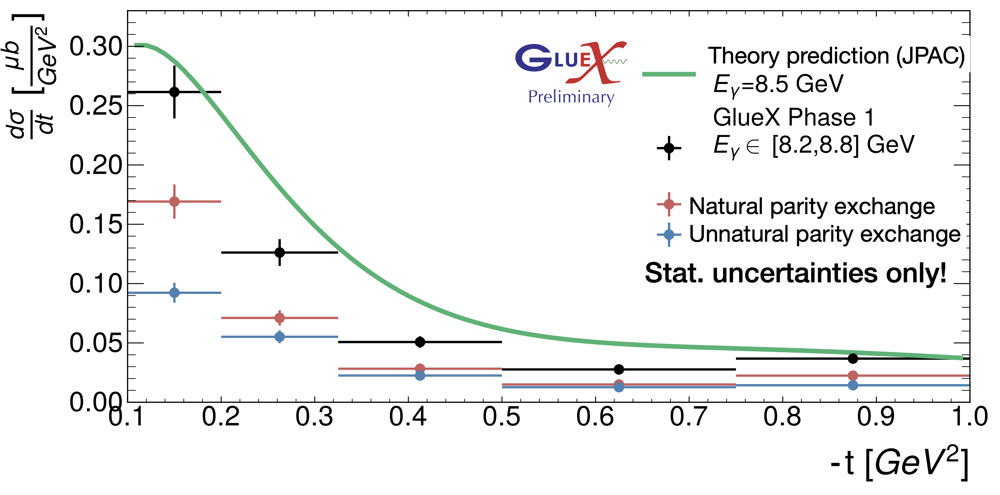 dσ/dt [μb/GeV²]
0.30
0.25
0.20
0.15
0.10
0.05
0.00
GLUEX
Preliminary
Theory prediction (JPAC)
Eγ=8.5 GeV
GlueX Phase 1
Eγ∈ [8.2,8.8] GeV
Natural parity exchange
Unnatural parity exchange
Stat. uncertainties only!
0.1 0.2 0.3 0.4 0.5 0.6 0.7 0.8 0.9 1.0
-t [GeV²]